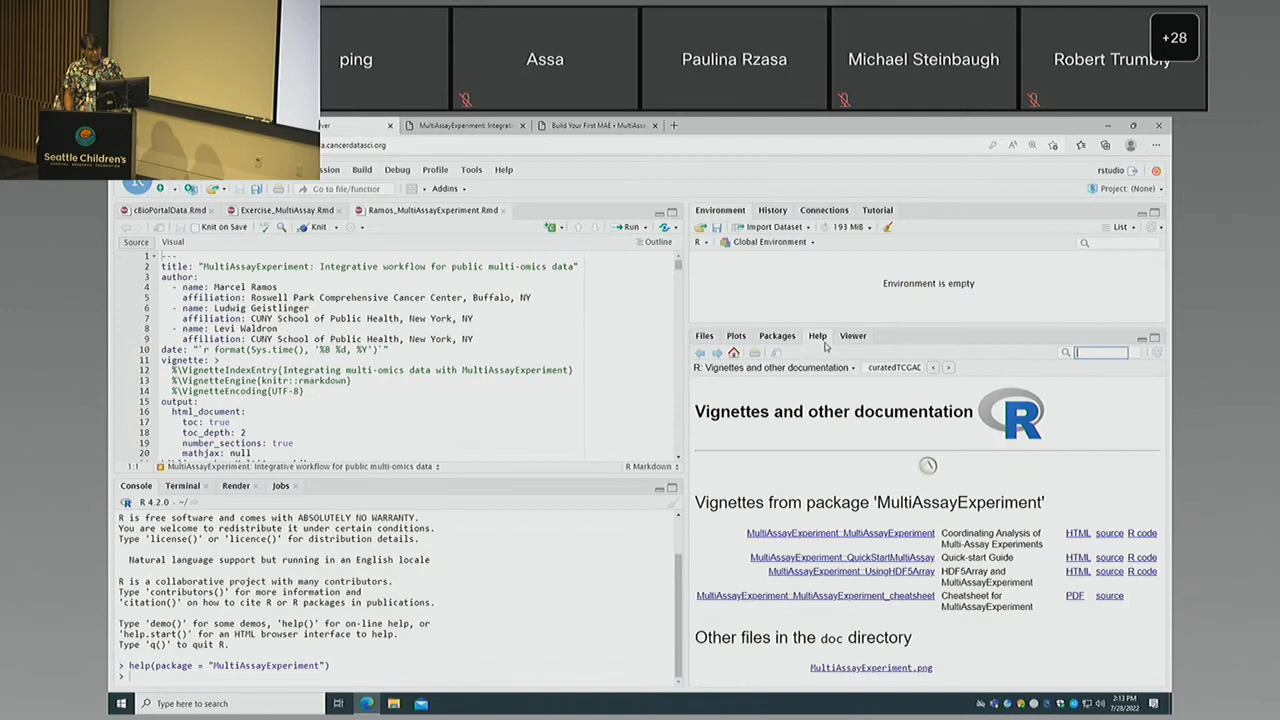 ping
Assa
Paulina Rzasa
Michael Steinbaugh
Robert Trumbly
+28
Seattle Children's
MultiAssayExperiment: Integrati
Build Your First MAE • MultiAss
a.cancerdatasci.org
ssion Build Debug Profile Tools Help
rstudio
Go to file/function
Addins
Project: (None)
cBioPortalData.Rmd
Exercise_MultiAssay.Rmd
Ramos_MultiAssayExperiment.Rmd
Knit on Save
Knit
Run
Source Visual
Outline
1 ---
2 title: "MultiAssayExperiment: Integrative workflow for public multi-omics data"
3 author:
4 - name: Marcel Ramos
5 affiliation: Roswell Park Comprehensive Cancer Center, Buffalo, NY
6 - name: Ludwig Geistlinger
7 affiliation: CUNY School of Public Health, New York, NY
8 - name: Levi Waldron
9 affiliation: CUNY School of Public Health, New York, NY
10 date: "`r format(Sys.time(), '%B %d, %Y')`"
11 vignette: >
12 %\VignetteIndexEntry{Integrating multi-omics data with MultiAssayExperiment}
13 %\VignetteEngine{knitr::rmarkdown}
14 %\VignetteEncoding{UTF-8}
15 output:
16 html_document:
17 toc: true
18 toc_depth: 2
19 number_sections: true
20 mathjax: null
1:1 MultiAssayExperiment: Integrative workflow for public multi-omics data
R Markdown
Console Terminal Render Jobs
R 4.2.0 · ~/
R is free software and comes with ABSOLUTELY NO WARRANTY.
You are welcome to redistribute it under certain conditions.
Type 'license()' or 'licence()' for distribution details.
Natural language support but running in an English locale
R is a collaborative project with many contributors.
Type 'contributors()' for more information and
'citation()' on how to cite R or R packages in publications.
Type 'demo()' for some demos, 'help()' for on-line help, or
'help.start()' for an HTML browser interface to help.
Type 'q()' to quit R.
> help(package = "MultiAssayExperiment")
>
Environment History Connections Tutorial
Import Dataset
193 MiB
List
R Global Environment
Environment is empty
Files Plots Packages Help Viewer
R: Vignettes and other documentation
curatedTCGAD
Vignettes and other documentation
R
Vignettes from package 'MultiAssayExperiment'
MultiAssayExperiment::MultiAssayExperiment Coordinating Analysis of Multi-Assay Experiments HTML source R code
MultiAssayExperiment::QuickStartMultiAssay Quick-start Guide HTML source R code
MultiAssayExperiment::UsingHDF5Array HDF5Array and MultiAssayExperiment HTML source R code
MultiAssayExperiment::MultiAssayExperiment_cheatsheet Cheatsheet for MultiAssayExperiment PDF source
Other files in the doc directory
MultiAssayExperiment.png
Type here to search
2:13 PM
7/28/2022